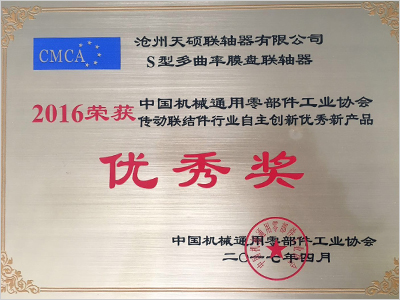 CMCA
沧州天硕联轴器有限公司
S型多曲率膜盘联轴器
2016荣获
中国机械通用零部件工业协会
传动联结件行业自主创新优秀新产品
优秀奖
中国机械通用零部件工业协会
二〇一七年四月